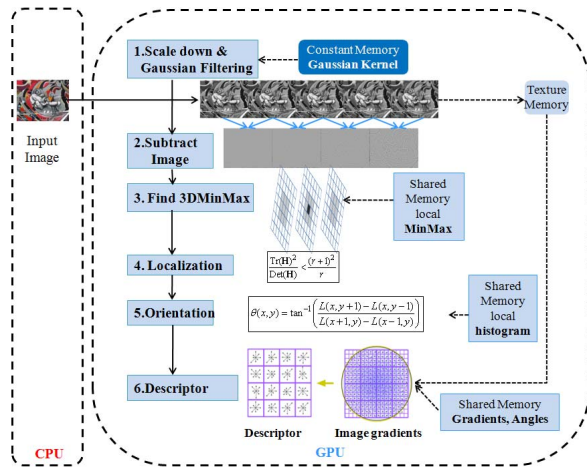 1.Scale down &
Gaussian Filtering
Constant Memory
Gaussian Kernel
Texture
Memory
Input
Image
2.Subtract
Image
3. Find 3DMinMax
Shared
Memory
local
MinMax
Tr(H)² / Det(H) < (r+1)² / r
4. Localization
5.Orientation
θ(x, y) = tan⁻¹((L(x, y+1) − L(x, y−1)) / (L(x+1, y) − L(x−1, y)))
Shared
Memory
local
histogram
6.Descriptor
Descriptor
Image gradients
Shared Memory
Gradients, Angles
CPU
GPU